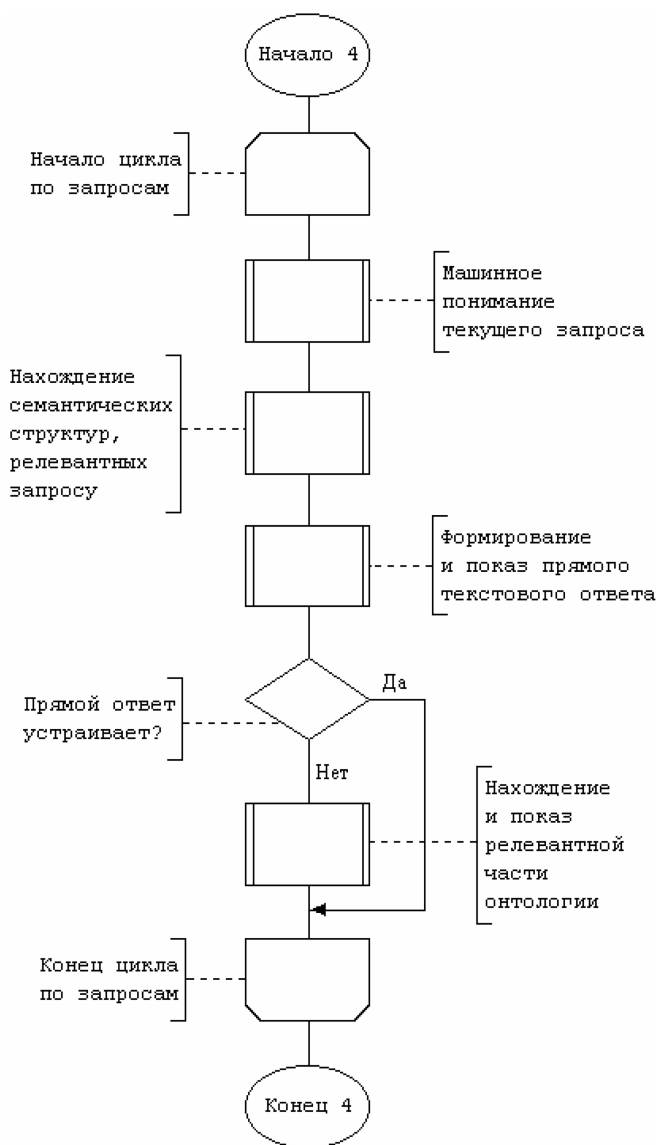 Начало 4
Начало цикла
по запросам
Машинное
понимание
текущего запроса
Нахождение
семантических
структур,
релевантных
запросу
Формирование
и показ прямого
текстового ответа
Да
Прямой ответ
устраивает?
Нет
Нахождение
и показ
релевантной
части
онтологии
Конец цикла
по запросам
Конец 4